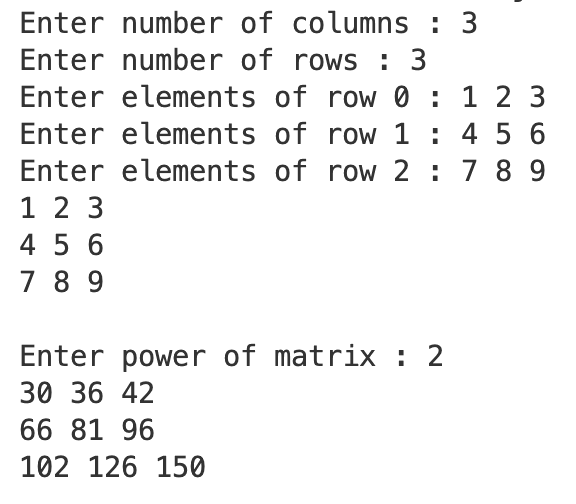 Enter number of columns : 3
Enter number of rows : 3
Enter elements of row 0 : 1 2 3
Enter elements of row 1 : 4 5 6
Enter elements of row 2 : 7 8 9
1 2 3
4 5 6
7 8 9
Enter power of matrix : 2
30 36 42
66 81 96
102 126 150